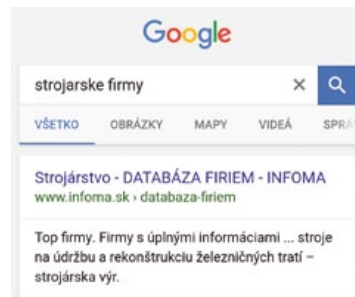 Google
strojarske firmy
VŠETKO OBRÁZKY MAPY VIDEÁ SPRÁ
Strojárstvo - DATABÁZA FIRIEM - INFOMA
www.infoma.sk › databaza-firiem
Top firmy. Firmy s úplnými informáciami ... stroje
na údržbu a rekonštrukciu železničných tratí –
strojárska výr.